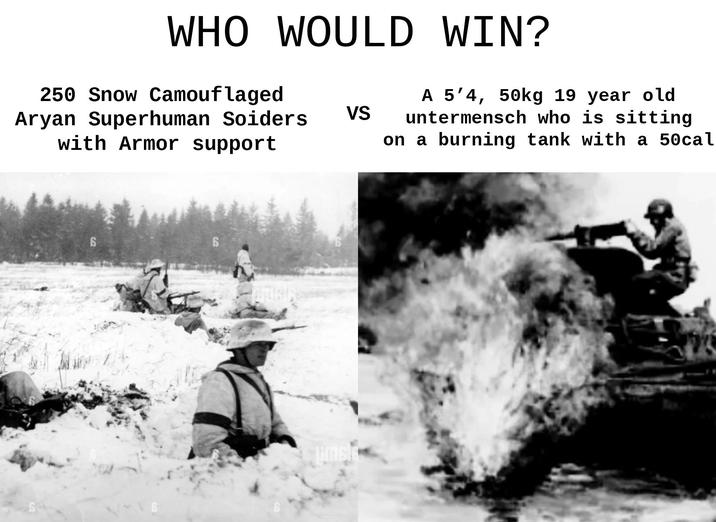 WHO WOULD WIN?
250 Snow Camouflaged
Aryan Superhuman Soiders
with Armor support
VS
A 5’4, 50kg 19 year old
untermensch who is sitting
on a burning tank with a 50cal